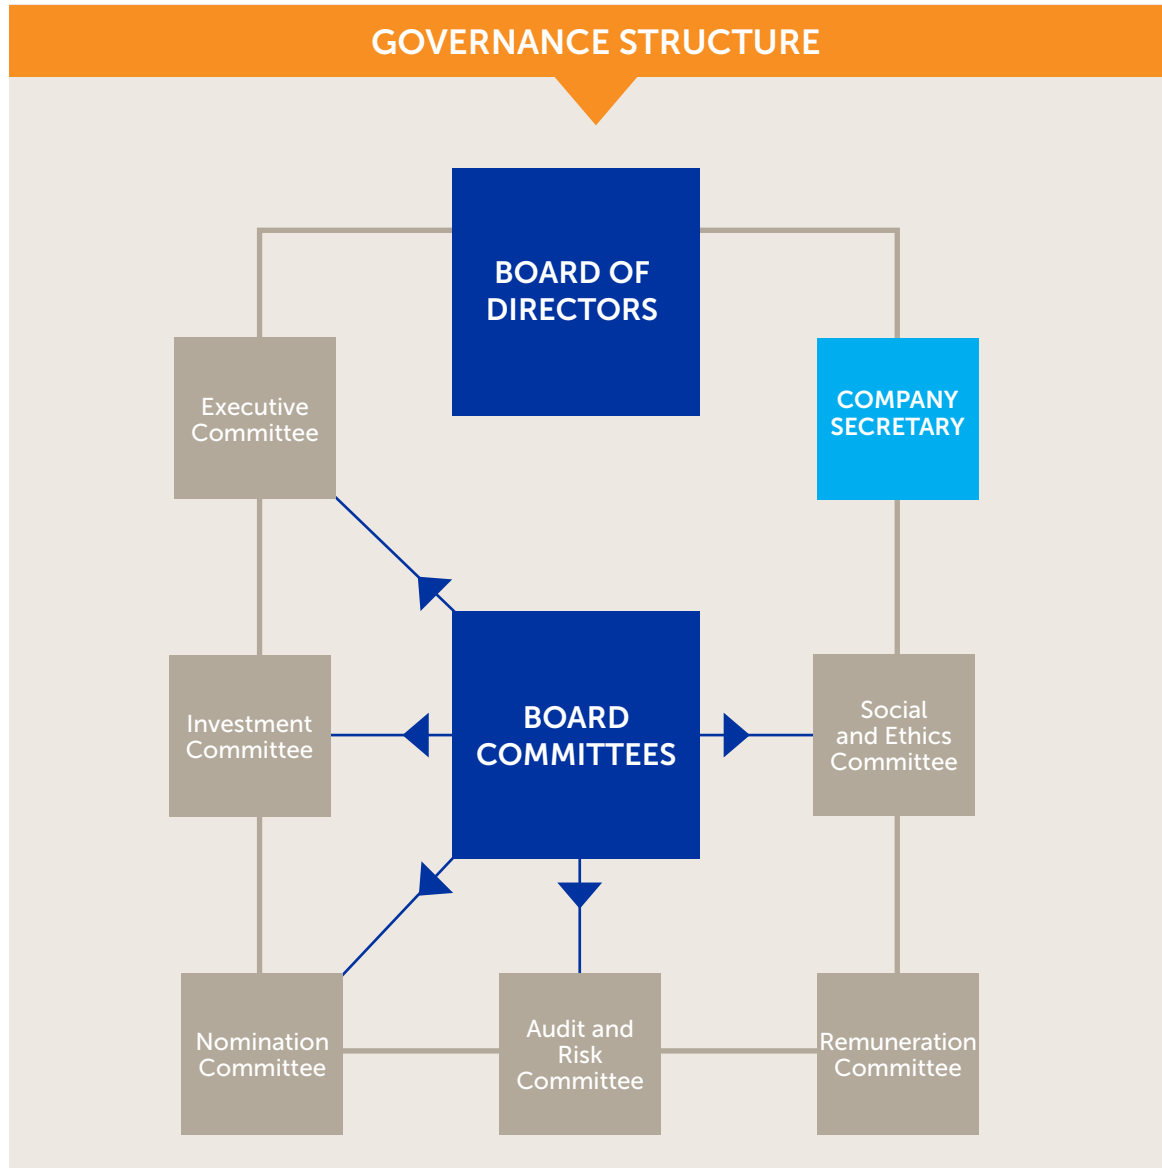 GOVERNANCE STRUCTURE
BOARD OF
DIRECTORS
Executive
Committee
COMPANY
SECRETARY
Investment
Committee
BOARD
COMMITTEES
Social
and Ethics
Committee
Nomination
Committee
Audit and
Risk
Committee
Remuneration
Committee